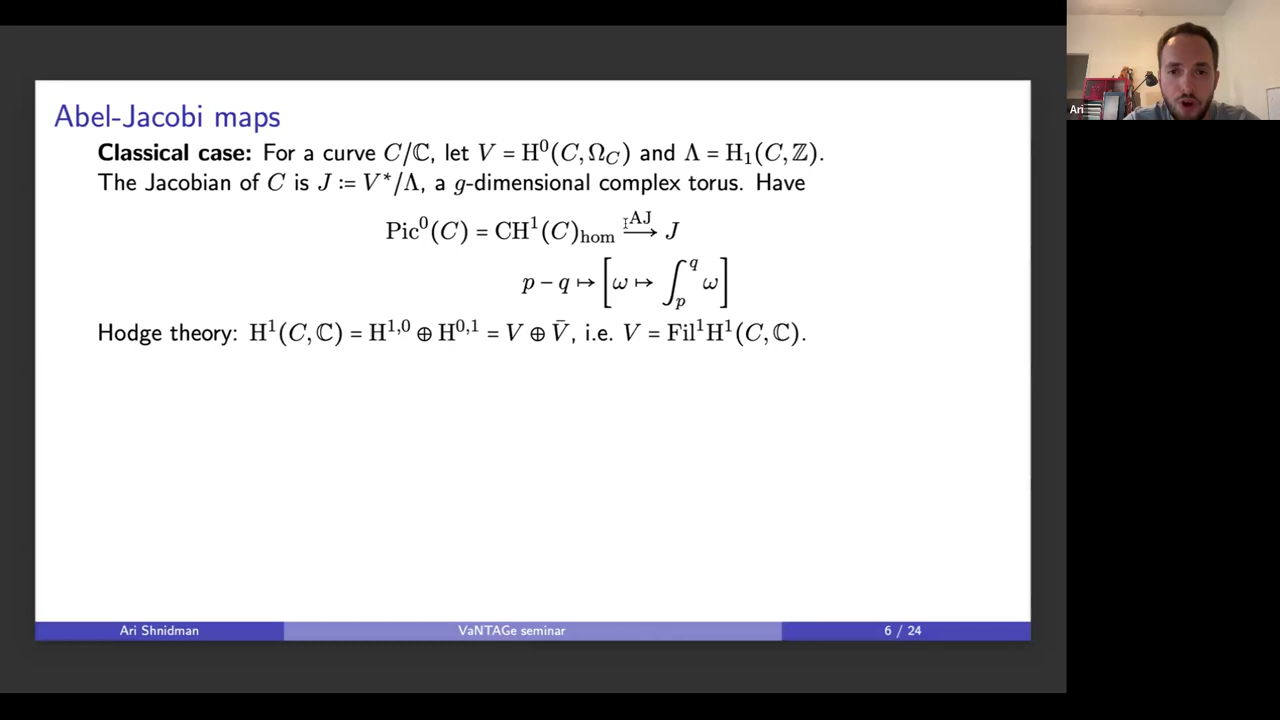 Abel-Jacobi maps
Classical case: For a curve C/ℂ, let V = H⁰(C, Ω_C) and Λ = H₁(C, ℤ).
The Jacobian of C is J := V*/Λ, a g-dimensional complex torus. Have
Pic⁰(C) = CH¹(C)_hom —AJ→ J
p − q ↦ [ω ↦ ∫_p^q ω]
Hodge theory: H¹(C, ℂ) = H^{1,0} ⊕ H^{0,1} = V ⊕ V̄, i.e. V = Fil¹H¹(C, ℂ).
Ari Shnidman
VaNTAGe seminar
6 / 24
Ari